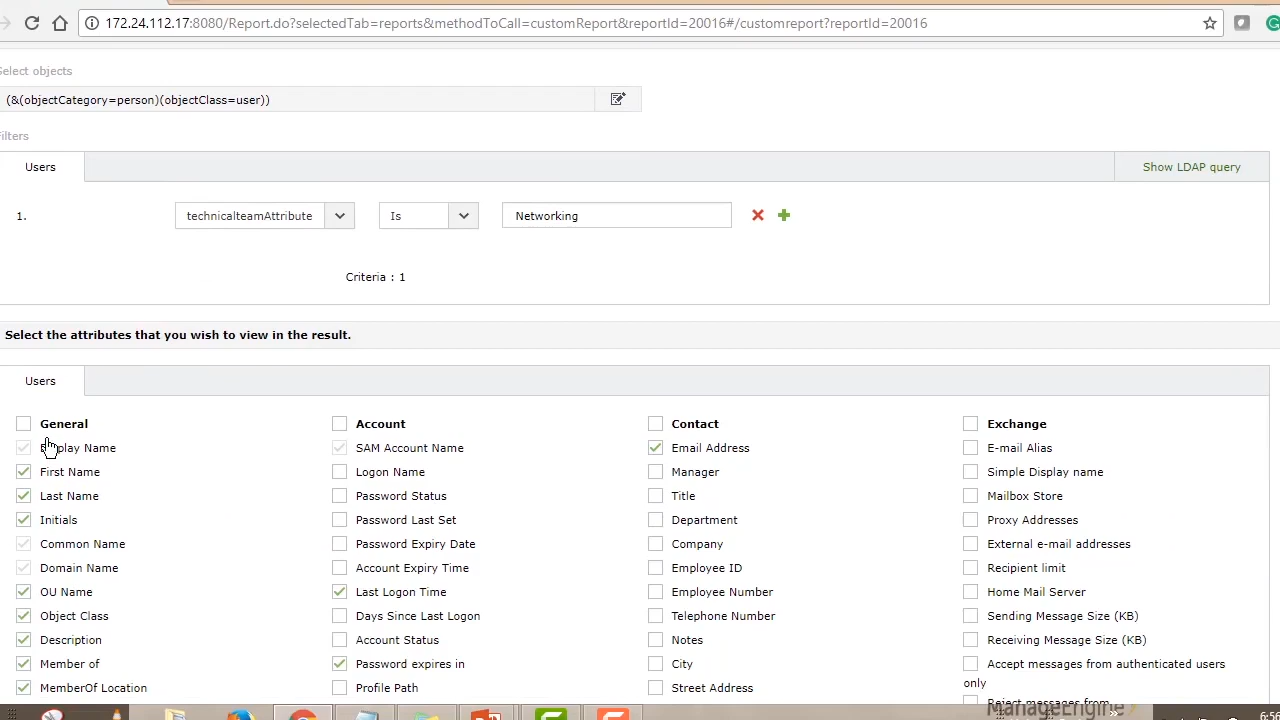 172.24.112.17:8080/Report.do?selectedTab=reports&methodToCall=customReport&reportId=20016#/customreport?reportId=20016
Select objects
(&(objectCategory=person)(objectClass=user))
Filters
Users
Show LDAP query
1.
technicalteamAttribute
Is
Networking
Criteria : 1
Select the attributes that you wish to view in the result.
Users
General
Display Name
First Name
Last Name
Initials
Common Name
Domain Name
OU Name
Object Class
Description
Member of
MemberOf Location
Account
SAM Account Name
Logon Name
Password Status
Password Last Set
Password Expiry Date
Account Expiry Time
Last Logon Time
Days Since Last Logon
Account Status
Password expires in
Profile Path
Contact
Email Address
Manager
Title
Department
Company
Employee ID
Employee Number
Telephone Number
Notes
City
Street Address
Exchange
E-mail Alias
Simple Display name
Mailbox Store
Proxy Addresses
External e-mail addresses
Recipient limit
Home Mail Server
Sending Message Size (KB)
Receiving Message Size (KB)
Accept messages from authenticated users
only
Reject messages from
ManageEngine